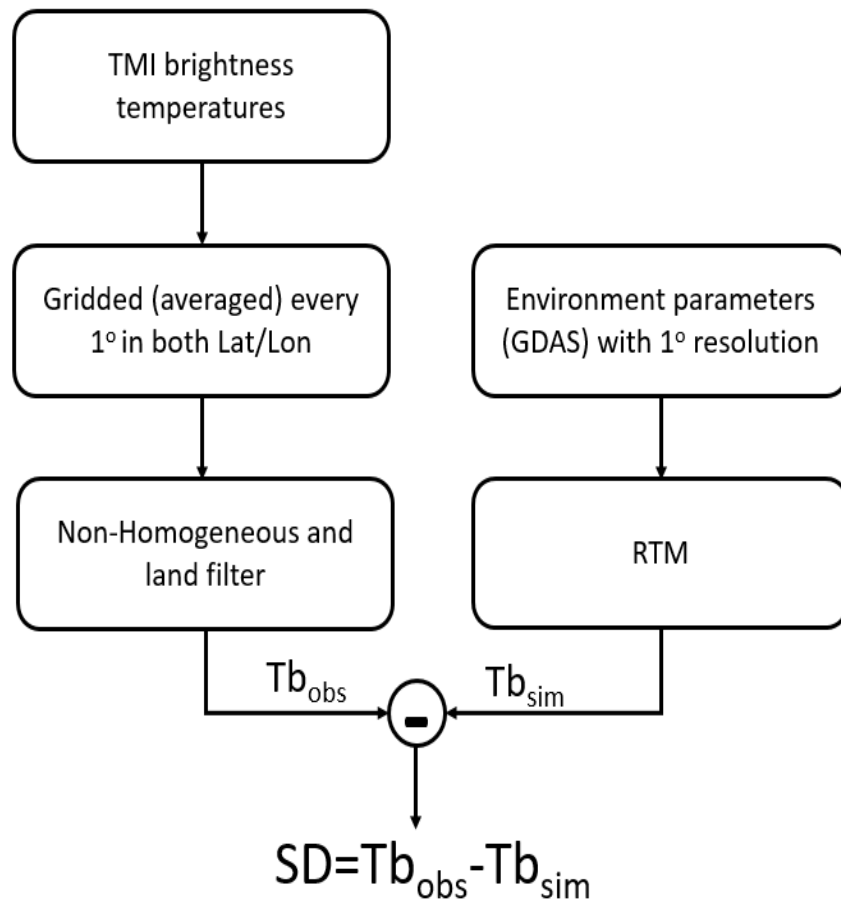 TMI brightness
temperatures
Gridded (averaged) every
1° in both Lat/Lon
Environment parameters
(GDAS) with 1° resolution
Non-Homogeneous and
land filter
RTM
Tb_obs
Tb_sim
-
SD=Tb_obs-Tb_sim